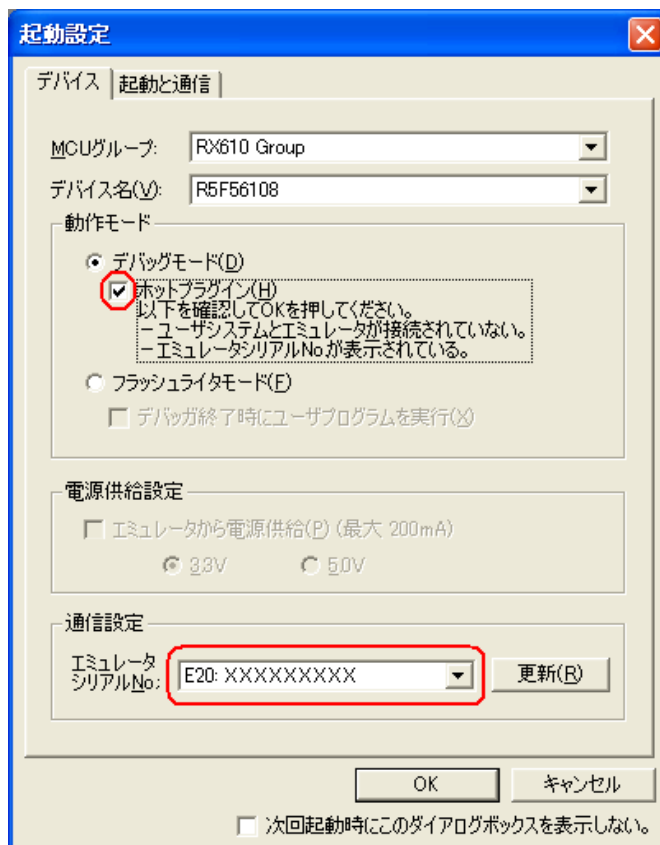 起動設定
デバイス
起動と通信
MCUグループ:
RX610 Group
デバイス名(V):
R5F56108
動作モード
デバッグモード(D)
ホットプラグイン(H)
以下を確認してOKを押してください。
－ユーザシステムとエミュレータが接続されていない。
－エミュレータシリアルNo.が表示されている。
フラッシュライタモード(F)
デバッガ終了時にユーザプログラムを実行(X)
電源供給設定
エミュレータから電源供給(P) (最大 200mA)
3.3V
5.0V
通信設定
エミュレータ
シリアルNo:
E20: XXXXXXXXX
更新(R)
OK
キャンセル
次回起動時にこのダイアログボックスを表示しない。